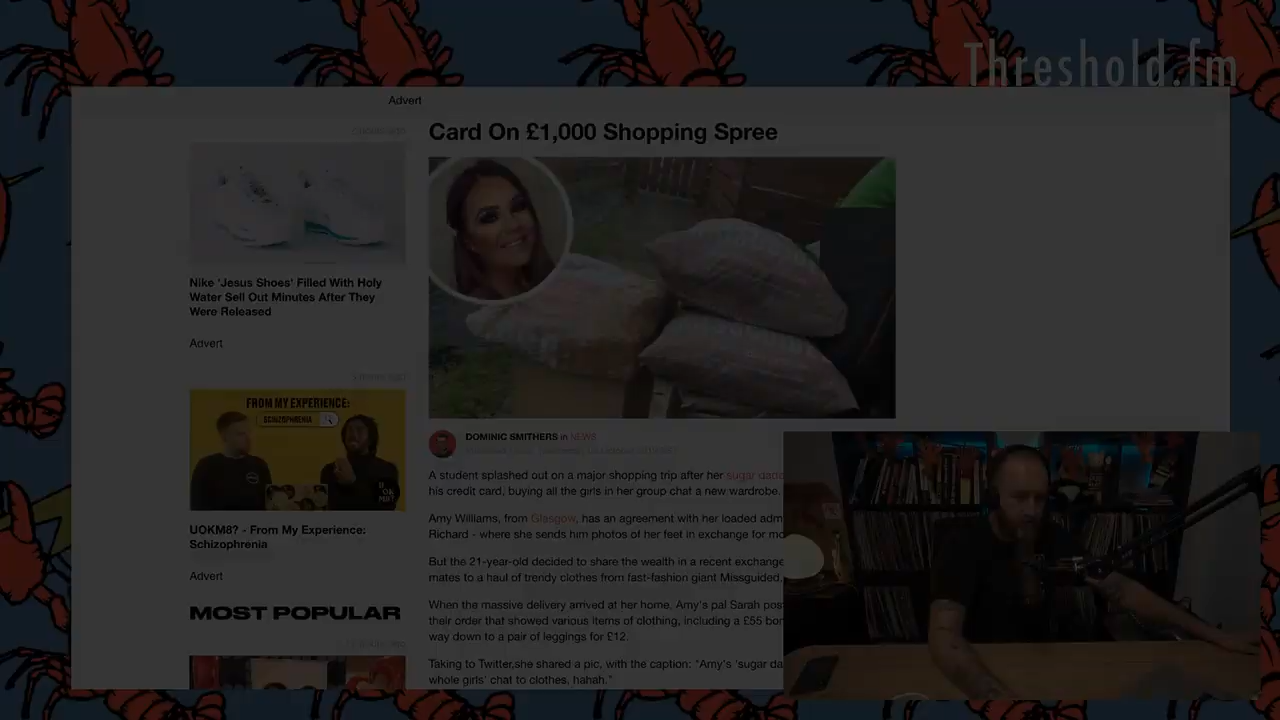 Threshold.fm
Advert
Card On £1,000 Shopping Spree
Nike 'Jesus Shoes' Filled With Holy
Water Sell Out Minutes After They
Were Released
Advert
FROM MY EXPERIENCE:
SCHIZOPHRENIA
UOKM8? - From My Experience:
Schizophrenia
Advert
MOST POPULAR
DOMINIC SMITHERS in NEWS
A student splashed out on a major shopping trip after her sugar dadd
his credit card, buying all the girls in her group chat a new wardrobe.
Amy Williams, from Glasgow, has an agreement with her loaded adm
Richard - where she sends him photos of her feet in exchange for mo
But the 21-year-old decided to share the wealth in a recent exchange
mates to a haul of trendy clothes from fast-fashion giant Missguided.
When the massive delivery arrived at her home, Amy's pal Sarah pos
their order that showed various items of clothing, including a £55 bor
way down to a pair of leggings for £12.
Taking to Twitter,she shared a pic, with the caption: "Amy's 'sugar da
whole girls' chat to clothes, hahah."